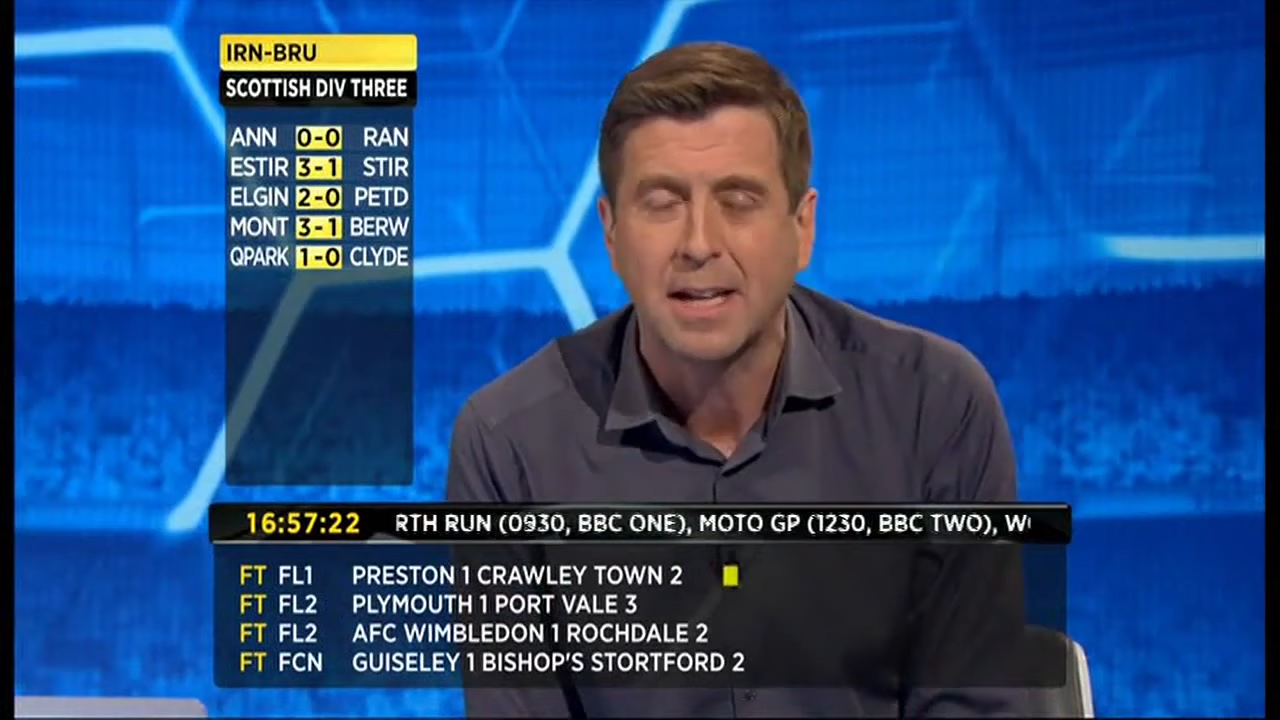 IRN-BRU
SCOTTISH DIV THREE
ANN 0-0 RAN
ESTIR 3-1 STIR
ELGIN 2-0 PETD
MONT 3-1 BERW
QPARK 1-0 CLYDE
16:57:22 RTH RUN (0930, BBC ONE), MOTO GP (1230, BBC TWO), W
FT FL1 PRESTON 1 CRAWLEY TOWN 2
FT FL2 PLYMOUTH 1 PORT VALE 3
FT FL2 AFC WIMBLEDON 1 ROCHDALE 2
FT FCN GUISELEY 1 BISHOP'S STORTFORD 2